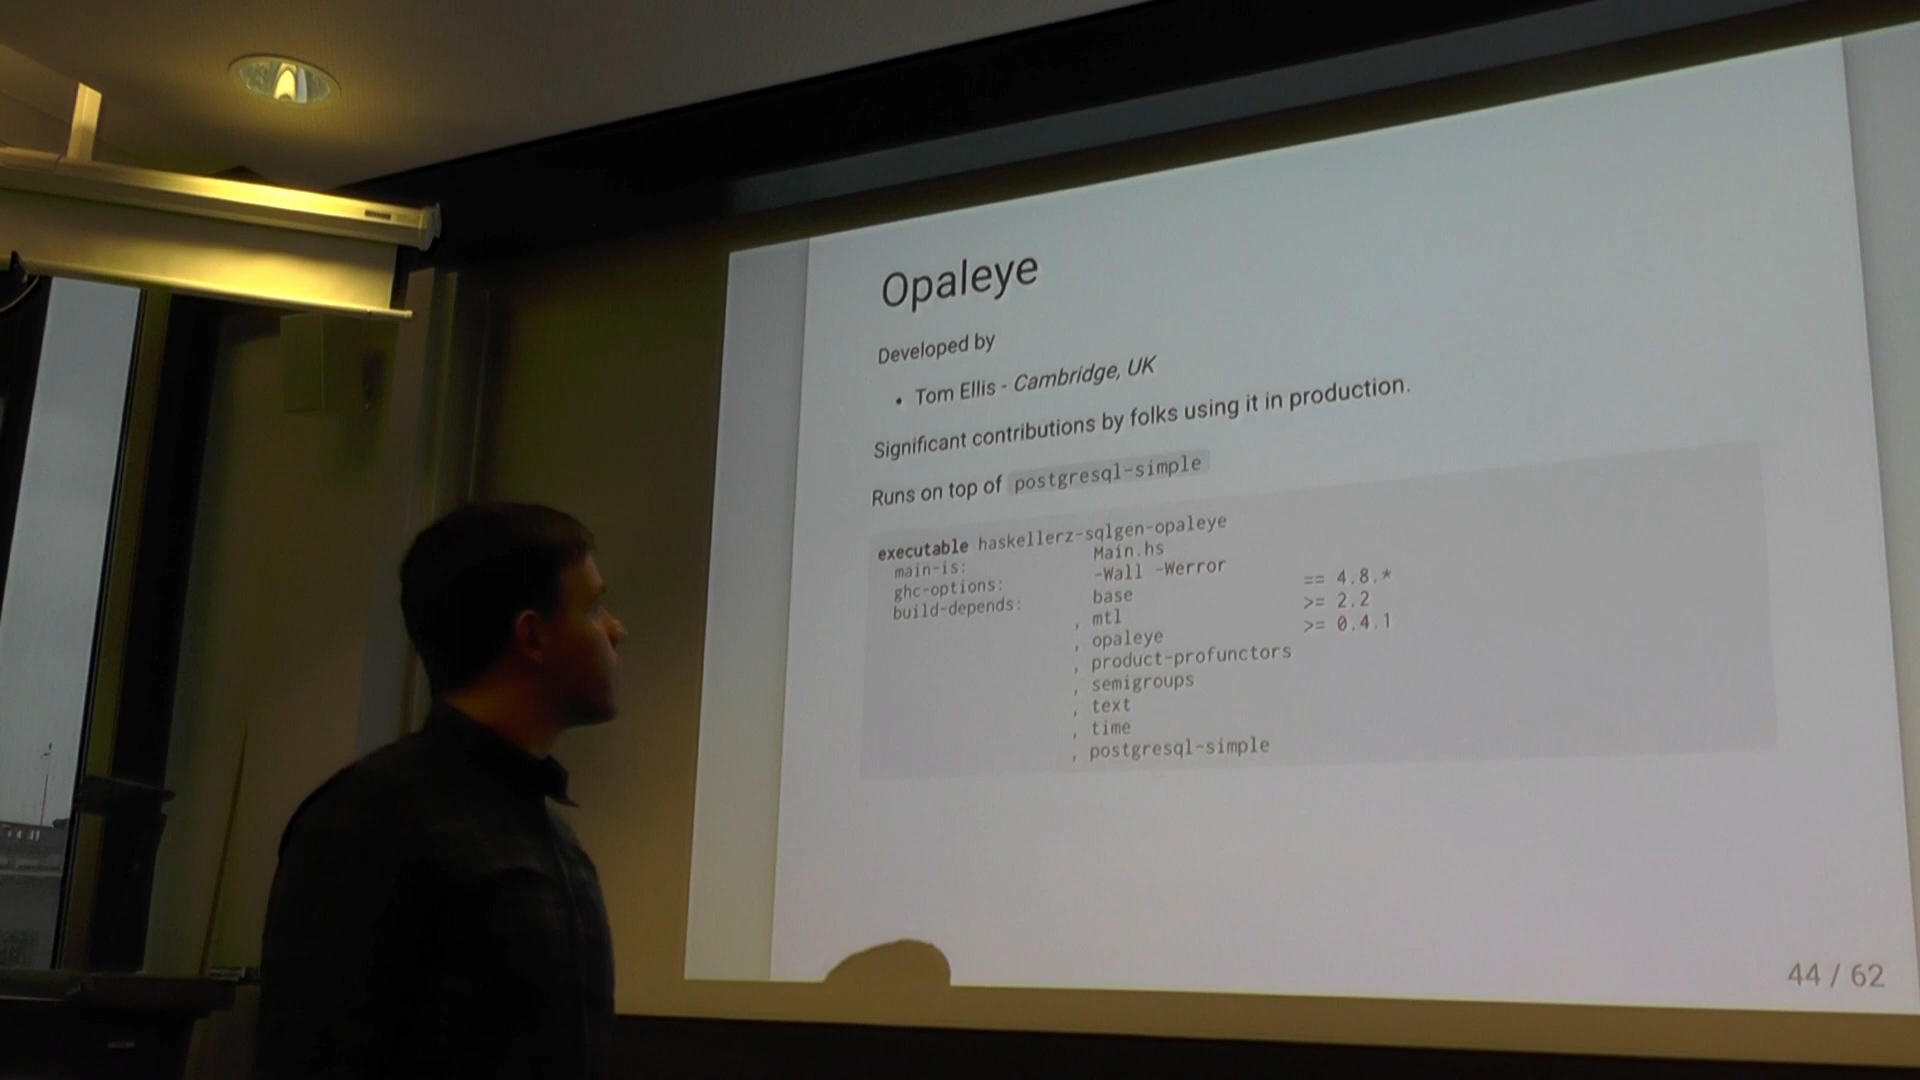 Opaleye
Developed by
• Tom Ellis - Cambridge, UK
Significant contributions by folks using it in production.
Runs on top of postgresql-simple
executable haskellerz-sqlgen-opaleye
main-is: Main.hs
ghc-options: -Wall -Werror
build-depends: base == 4.8.*
, mtl >= 2.2
, opaleye >= 0.4.1
, product-profunctors
, semigroups
, text
, time
, postgresql-simple
44 / 62